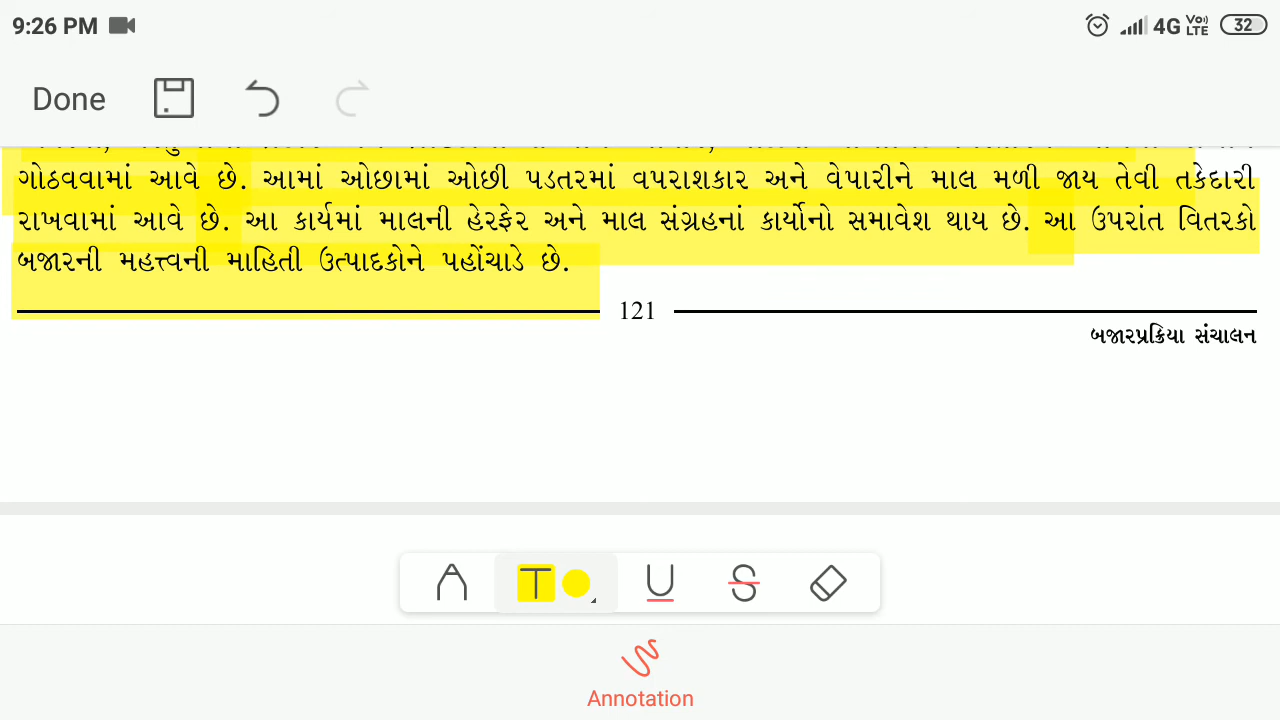 9:26 PM 4G Vo) LTE 32
Done
ગોઠવવામાં આવે છે. આમાં ઓછામાં ઓછી પડતરમાં વપરાશકાર અને વેપારીને માલ મળી જાય તેવી તકેદારી
રાખવામાં આવે છે. આ કાર્યમાં માલની હેરફેર અને માલ સંગ્રહનાં કાર્યોનો સમાવેશ થાય છે. આ ઉપરાંત વિતરકો
બજારની મહત્ત્વની માહિતી ઉત્પાદકોને પહોંચાડે છે.
121
બજારપ્રક્રિયા સંચાલન
Annotation